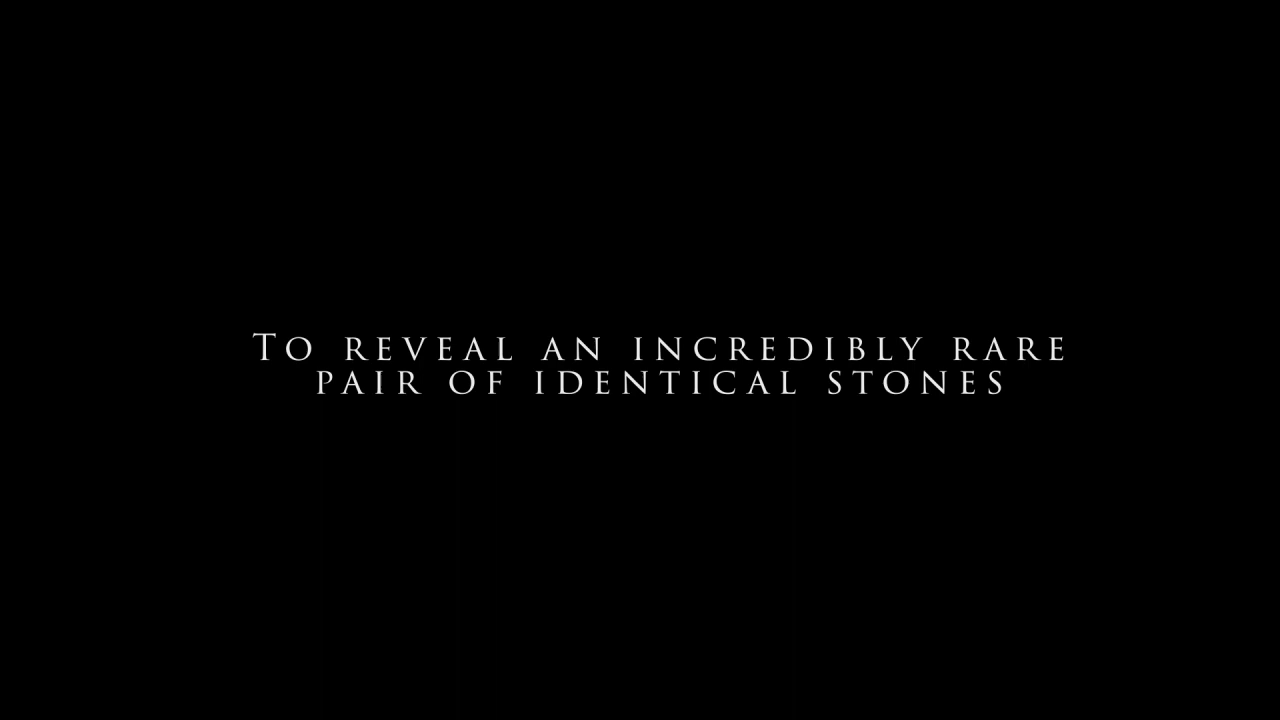 To reveal an incredibly rare
pair of identical stones